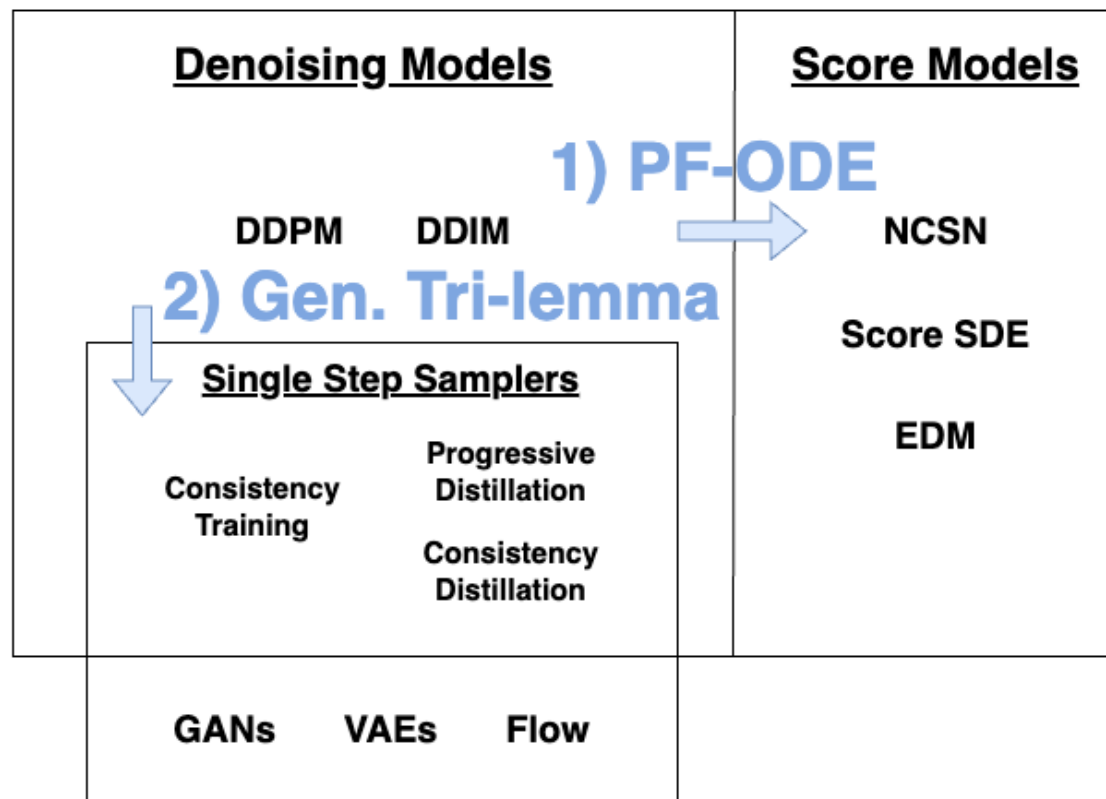 Denoising Models
Score Models
1) PF-ODE
DDPM
DDIM
NCSN
2) Gen. Tri-lemma
Score SDE
Single Step Samplers
EDM
Consistency
Training
Progressive
Distillation
Consistency
Distillation
GANs
VAEs
Flow